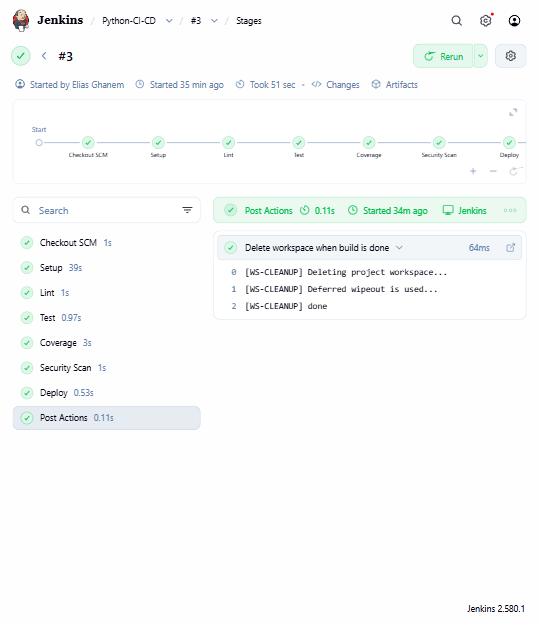 Jenkins / Python-CI-CD / #3 / Stages
#3
Rerun
Started by Elias Ghanem Started 35 min ago Took 51 sec - </> Changes Artifacts
Start
Checkout SCM Setup Lint Test Coverage Security Scan Deploy
Search
Post Actions 0.11s Started 34m ago Jenkins
Checkout SCM 1s
Setup 39s
Lint 1s
Test 0.97s
Coverage 3s
Security Scan 1s
Deploy 0.53s
Post Actions 0.11s
Delete workspace when build is done 64ms
0 [WS-CLEANUP] Deleting project workspace...
1 [WS-CLEANUP] Deferred wipeout is used...
2 [WS-CLEANUP] done
Jenkins 2.580.1